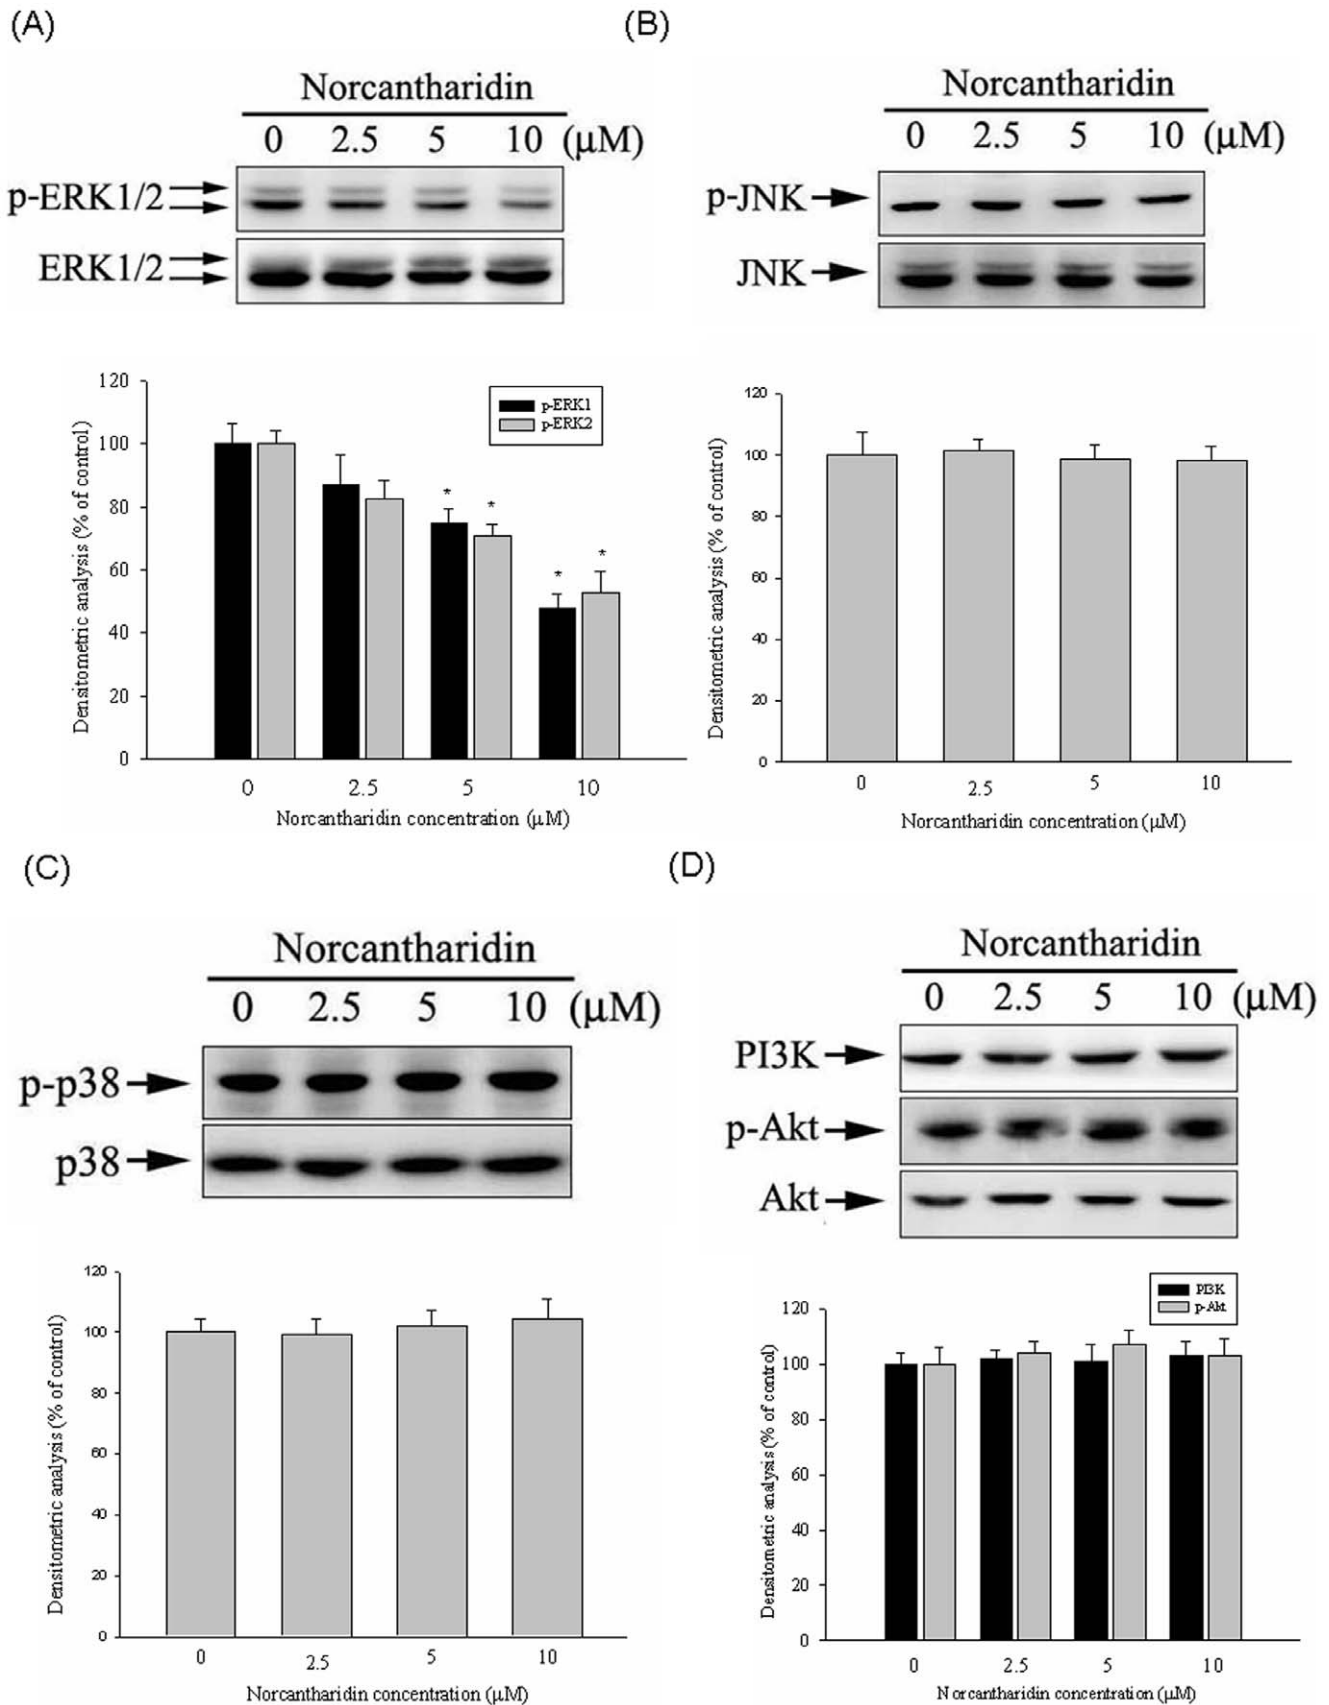 (A)
Norcantharidin
0 2.5 5 10 (μM)
p-ERK1/2
ERK1/2
120
100
80
60
40
20
0
Densitometric analysis (% of control)
p-ERK1
p-ERK2
* * * *
0 2.5 5 10
Norcantharidin concentration (μM)
(B)
Norcantharidin
0 2.5 5 10 (μM)
p-JNK
JNK
120
100
80
60
40
20
0
Densitometric analysis (% of control)
0 2.5 5 10
Norcantharidin concentration (μM)
(C)
Norcantharidin
0 2.5 5 10 (μM)
p-p38
p38
120
100
80
60
40
20
0
Densitometric analysis (% of control)
0 2.5 5 10
Norcantharidin concentration (μM)
(D)
Norcantharidin
0 2.5 5 10 (μM)
PI3K
p-Akt
Akt
PI3K
p-Akt
120
100
80
60
40
20
0
Densitometric analysis (% of control)
0 2.5 5 10
Norcantharidin concentration (μM)